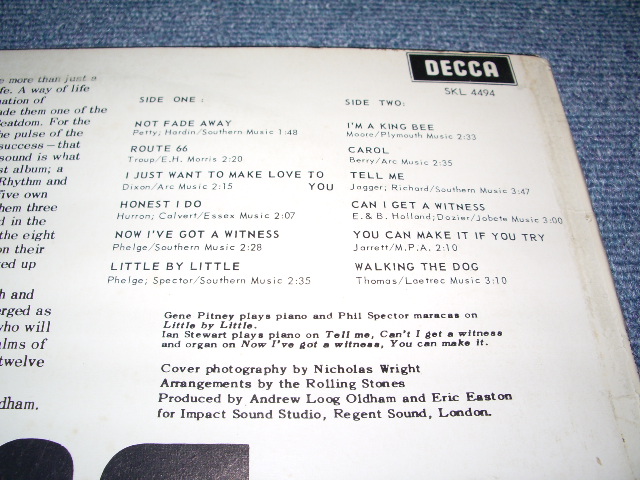 DECCA
SKL 4494
e more than just a
fe. A way of life
nation of
ade them one of the
Beatdom. For the
he pulse of the
success — that
sound is what
st album; a
Rhythm and
five own
hem three
d in the
the eight
on their
ed up
h and
erged as
who will
alms of
twelve
dham.
SIDE ONE :
NOT FADE AWAY
Petty; Hardin/Southern Music 1:48
ROUTE 66
Troup/E.H. Morris 2:20
I JUST WANT TO MAKE LOVE TO
Dixon/Arc Music 2:15 YOU
HONEST I DO
Hurron; Calvert/Essex Music 2:07
NOW I'VE GOT A WITNESS
Phelge/Southern Music 2:28
LITTLE BY LITTLE
Phelge; Spector/Southern Music 2:35
SIDE TWO:
I'M A KING BEE
Moore/Plymouth Music 2:33
CAROL
Berry/Arc Music 2:35
TELL ME
Jagger; Richard/Southern Music 3:47
CAN I GET A WITNESS
E. & B. Holland; Dozier/Jobete Music 3:00
YOU CAN MAKE IT IF YOU TRY
Jarrett/M.P.A. 2:10
WALKING THE DOG
Thomas/Laetrec Music 3:10
Gene Pitney plays piano and Phil Spector maracas on
Little by Little.
Ian Stewart plays piano on Tell me, Can't I get a witness
and organ on Now I've got a witness, You can make it.
Cover photography by Nicholas Wright
Arrangements by the Rolling Stones
Produced by Andrew Loog Oldham and Eric Easton
for Impact Sound Studio, Regent Sound, London.